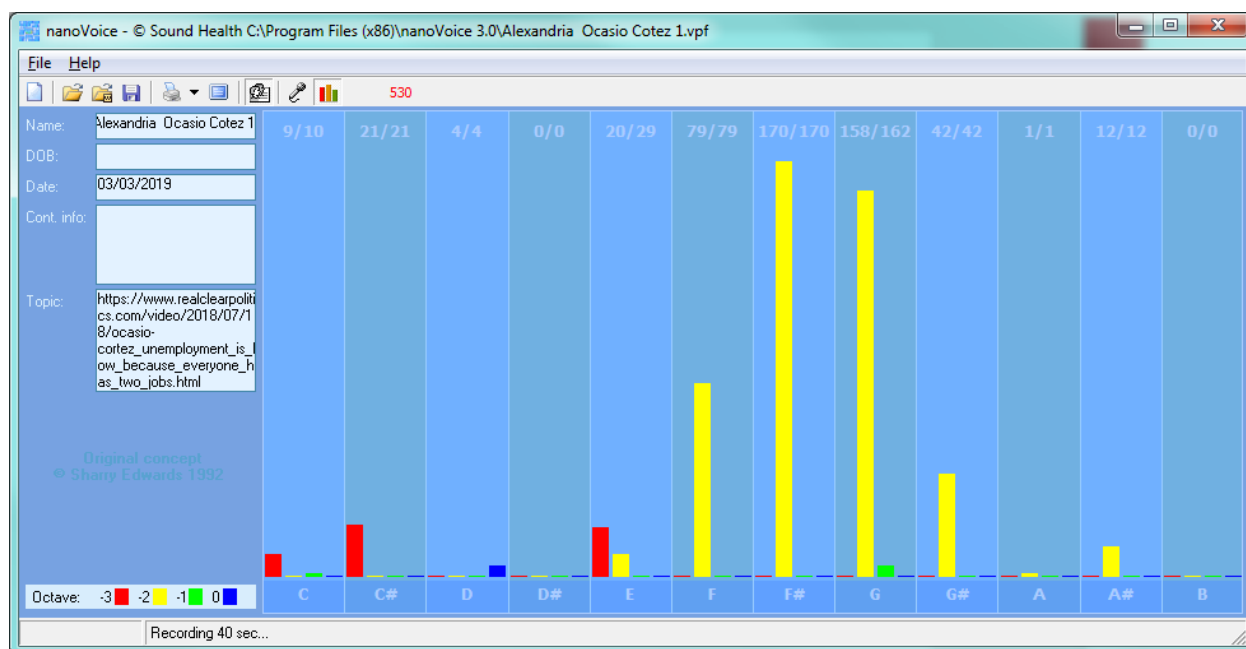 nanoVoice - © Sound Health C:\Program Files (x86)\nanoVoice 3.0\Alexandria  Ocasio Cotez 1.vpf
File Help
530
Name: Alexandria  Ocasio Cotez 1
DOB:
Date: 03/03/2019
Cont. info:
Topic: https://www.realclearpoliti
cs.com/video/2018/07/1
8/ocasio-
cortez_unemployment_is_l
ow_because_everyone_h
as_two_jobs.html
Original concept
© Sharry Edwards 1992
Octave: -3 -2 -1 0
9/10 21/21 4/4 0/0 20/29 79/79 170/170 158/162 42/42 1/1 12/12 0/0
C C# D D# E F F# G G# A A# B
Recording 40 sec...